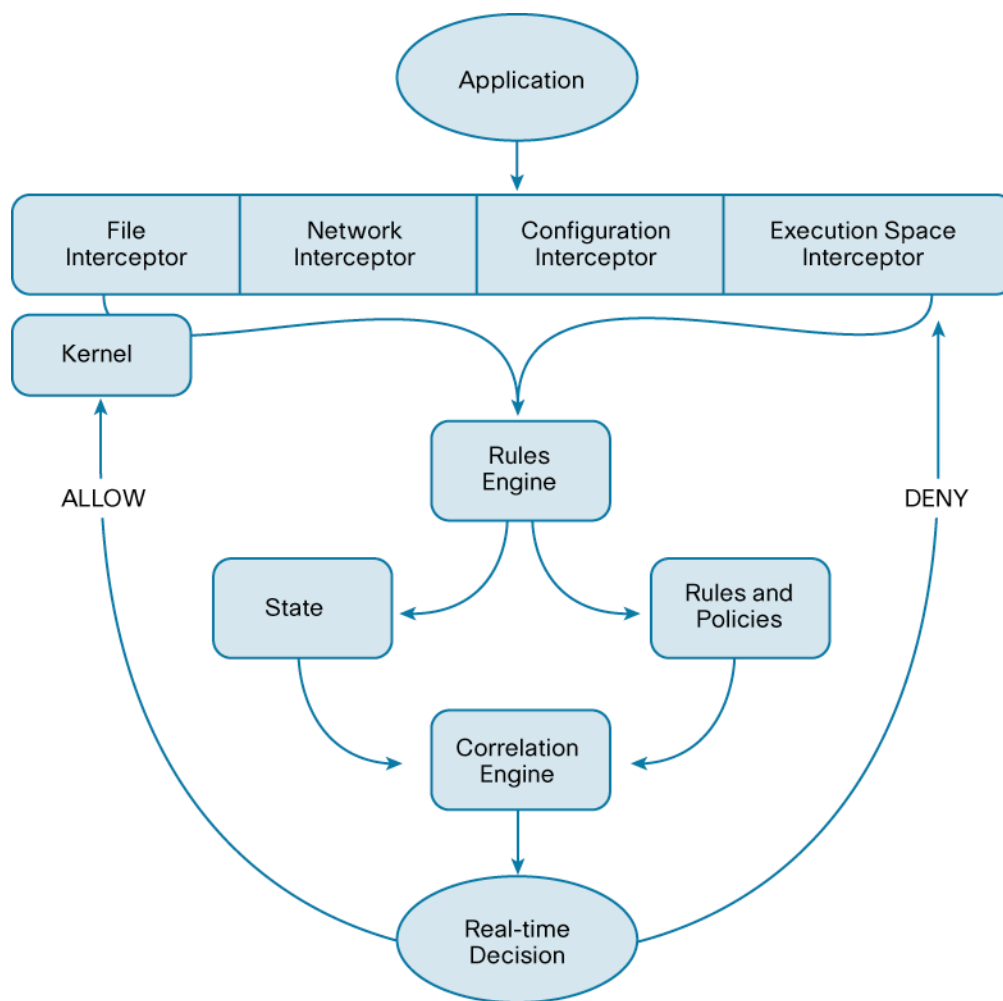 Application
File
Interceptor
Network
Interceptor
Configuration
Interceptor
Execution Space
Interceptor
Kernel
Rules
Engine
ALLOW
DENY
State
Rules and
Policies
Correlation
Engine
Real-time
Decision